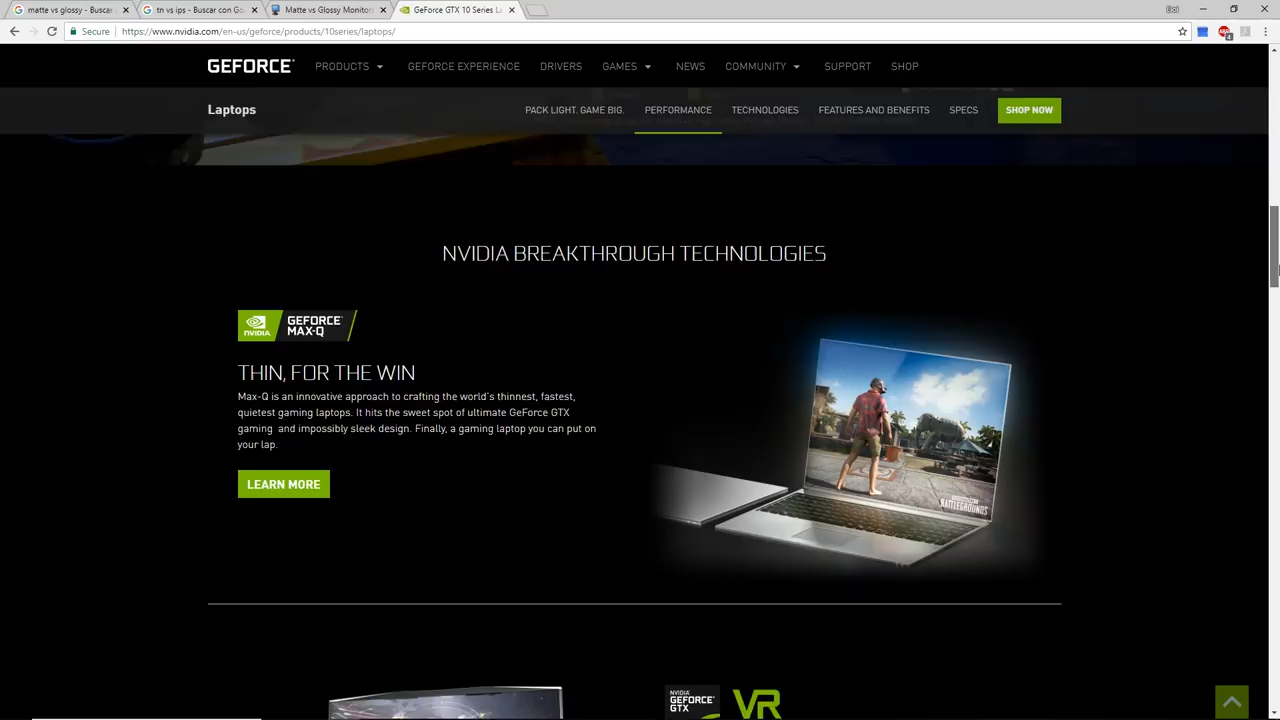 matte vs glossy - Buscar
tn vs ips - Buscar con Go
Matte vs Glossy Monitor
GeForce GTX 10 Series La
Secure
https://www.nvidia.com/en-us/geforce/products/10series/laptops/
GEFORCE
PRODUCTS
GEFORCE EXPERIENCE
DRIVERS
GAMES
NEWS
COMMUNITY
SUPPORT
SHOP
Laptops
PACK LIGHT. GAME BIG.
PERFORMANCE
TECHNOLOGIES
FEATURES AND BENEFITS
SPECS
SHOP NOW
NVIDIA BREAKTHROUGH TECHNOLOGIES
NVIDIA
GEFORCE
MAX-Q
THIN, FOR THE WIN
Max-Q is an innovative approach to crafting the world's thinnest, fastest,
quietest gaming laptops. It hits the sweet spot of ultimate GeForce GTX
gaming and impossibly sleek design. Finally, a gaming laptop you can put on
your lap.
LEARN MORE
BATTLEGROUNDS
NVIDIA
GEFORCE
GTX
VR